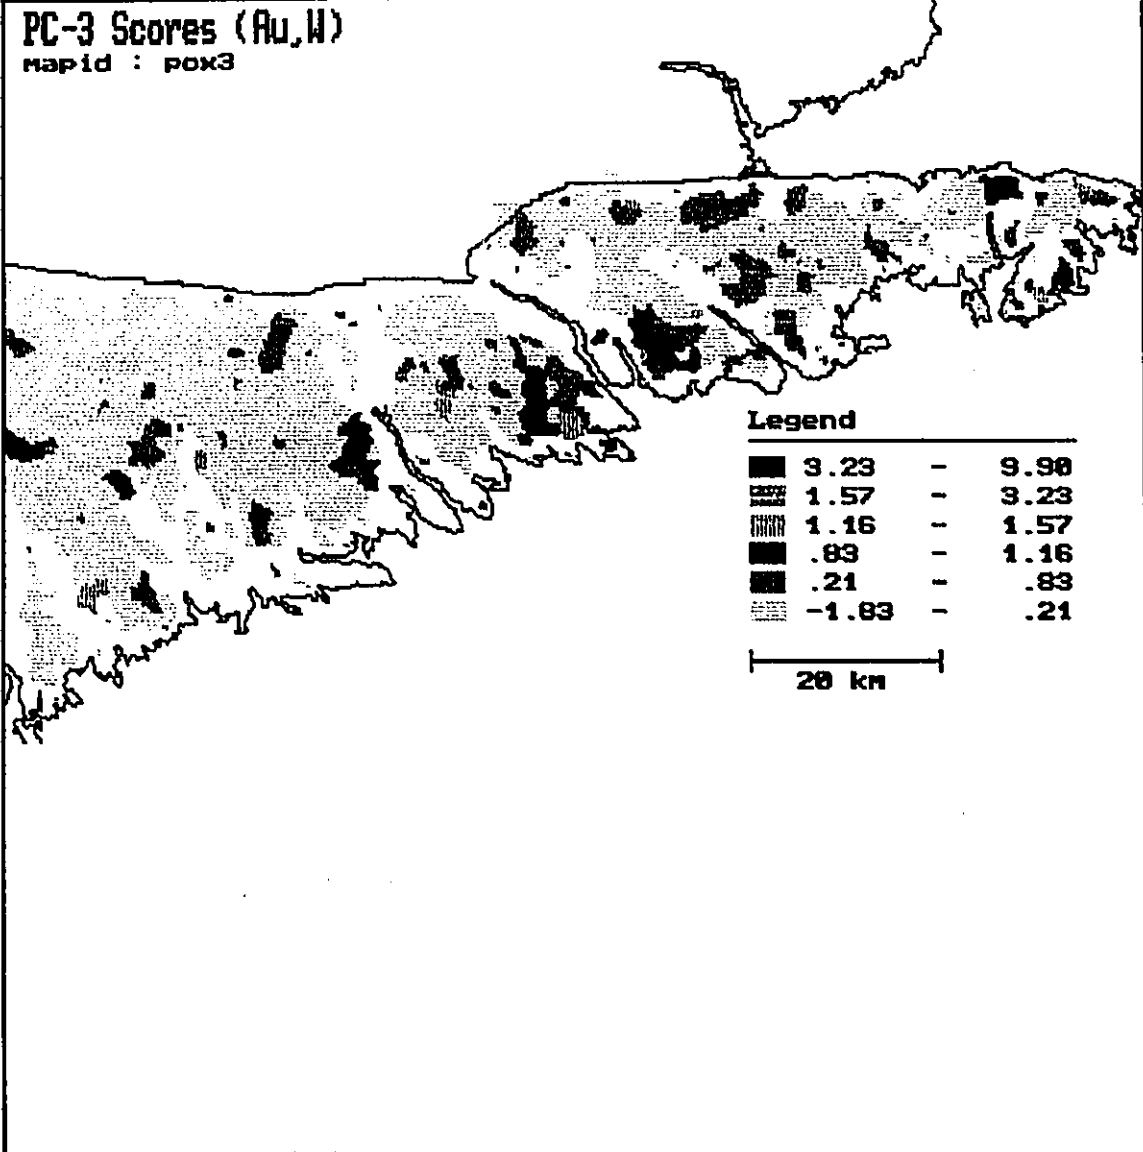 PC-3 Scores (Au,W)
mapid : pox3
Legend
3.23 - 9.90
1.57 - 3.23
1.16 - 1.57
.83 - 1.16
.21 - .83
-1.83 - .21
20 km